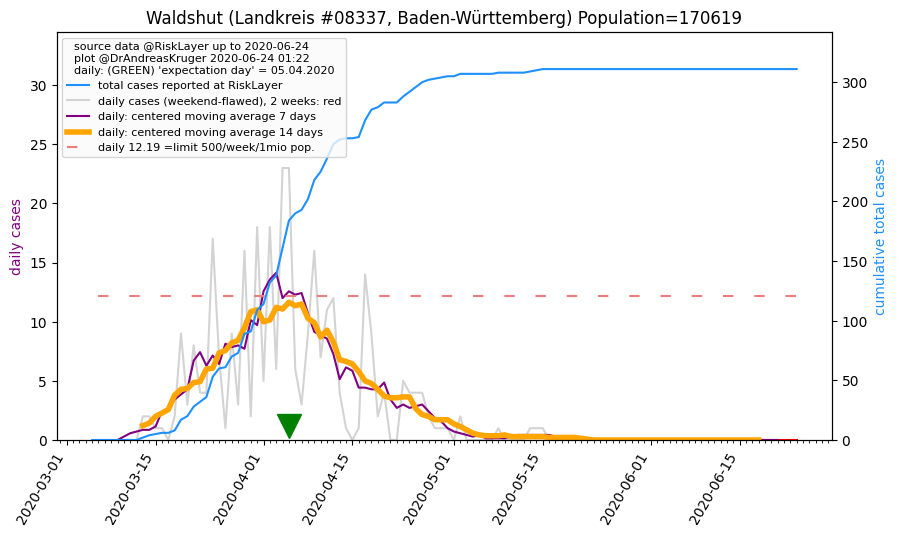 Waldshut (Landkreis #08337, Baden-Württemberg) Population=170619
source data @RiskLayer up to 2020-06-24
plot @DrAndreasKruger 2020-06-24 01:22
daily: (GREEN) 'expectation day' = 05.04.2020
total cases reported at RiskLayer
daily cases (weekend-flawed), 2 weeks: red
daily: centered moving average 7 days
daily: centered moving average 14 days
daily 12.19 =limit 500/week/1mio pop.
daily cases
0
5
10
15
20
25
30
cumulative total cases
0
50
100
150
200
250
300
2020-03-01
2020-03-15
2020-04-01
2020-04-15
2020-05-01
2020-05-15
2020-06-01
2020-06-15